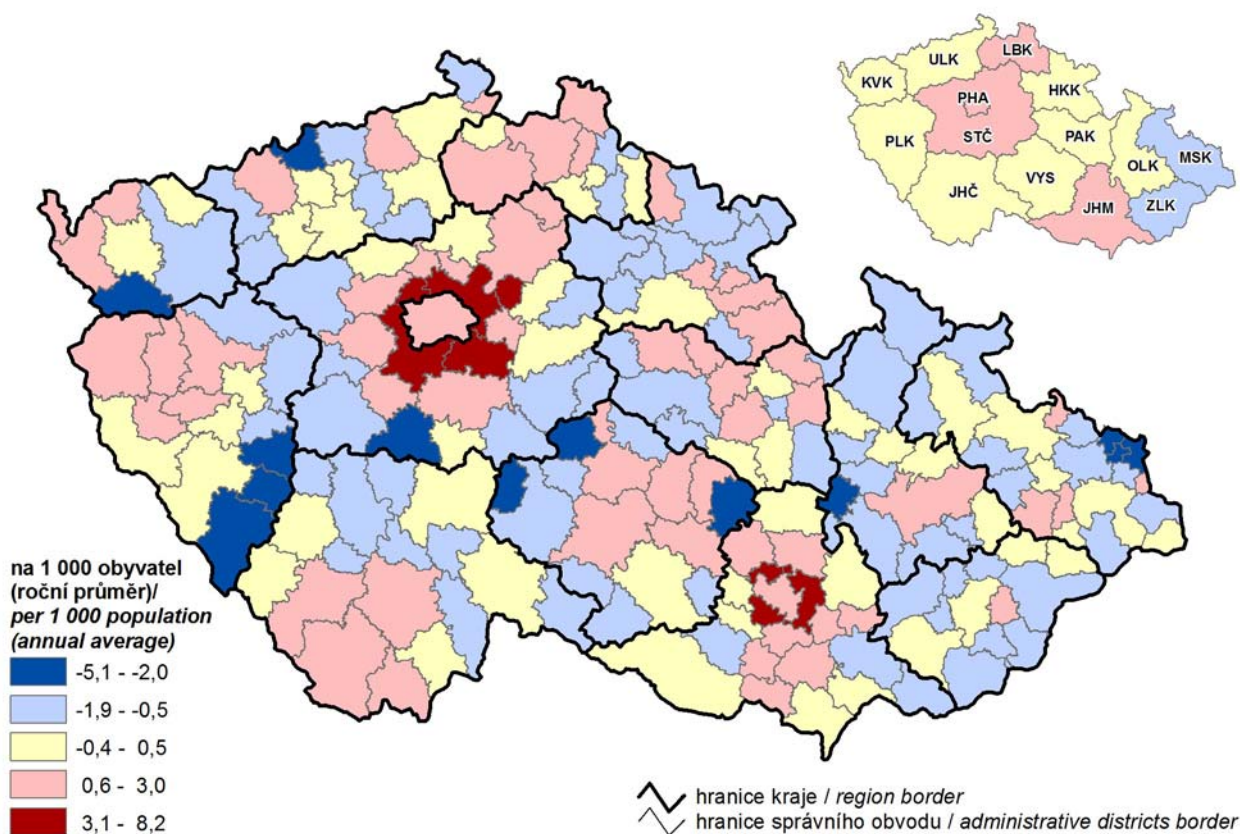 LBK
ULK
KVK
HKK
PHA
STČ
PLK
PAK
OLK
MSK
VYS
JHČ
ZLK
JHM
na 1 000 obyvatel
(roční průměr)/
per 1 000 population
(annual average)
-5,1 - -2,0
-1,9 - -0,5
-0,4 - 0,5
0,6 - 3,0
3,1 - 8,2
hranice kraje / region border
hranice správního obvodu / administrative districts border